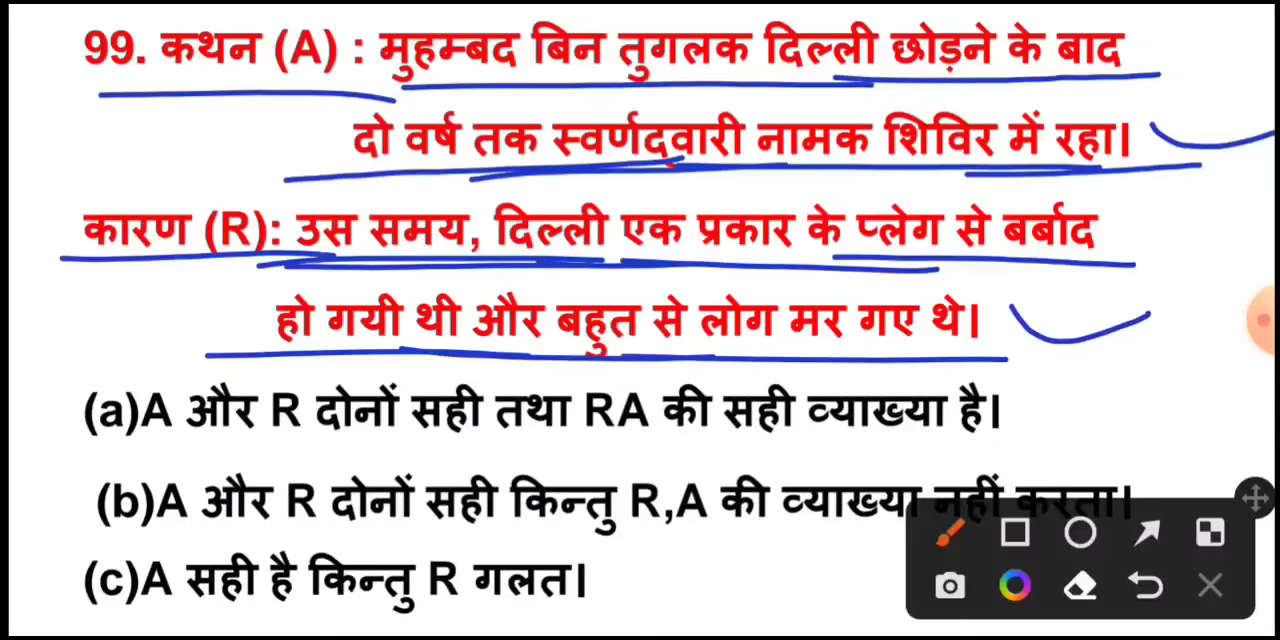 99. कथन (A) : मुहम्मद बिन तुगलक दिल्ली छोड़ने के बाद
दो वर्ष तक स्वर्णदवारी नामक शिविर में रहा।
कारण (R): उस समय, दिल्ली एक प्रकार के प्लेग से बर्बाद
हो गयी थी और बहुत से लोग मर गए थे।
(a)A और R दोनों सही तथा RA की सही व्याख्या है।
(b)A और R दोनों सही किन्तु R,A की व्याख्या नहीं करता।
(c)A सही है किन्तु R गलत।